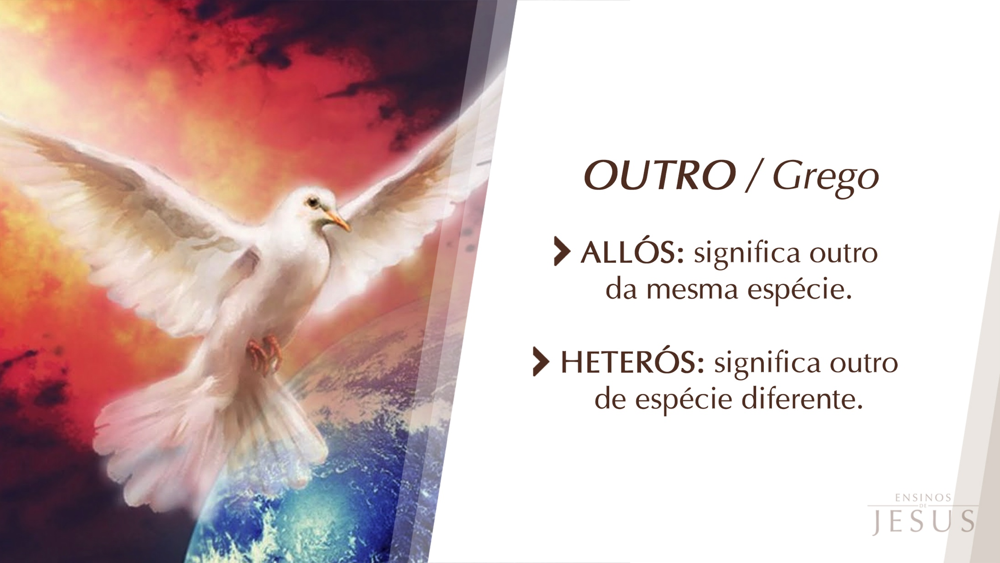 OUTRO / Grego
ALLÓS: significa outro
da mesma espécie.
HETERÓS: significa outro
de espécie diferente.
ENSINOS
DE
JESUS